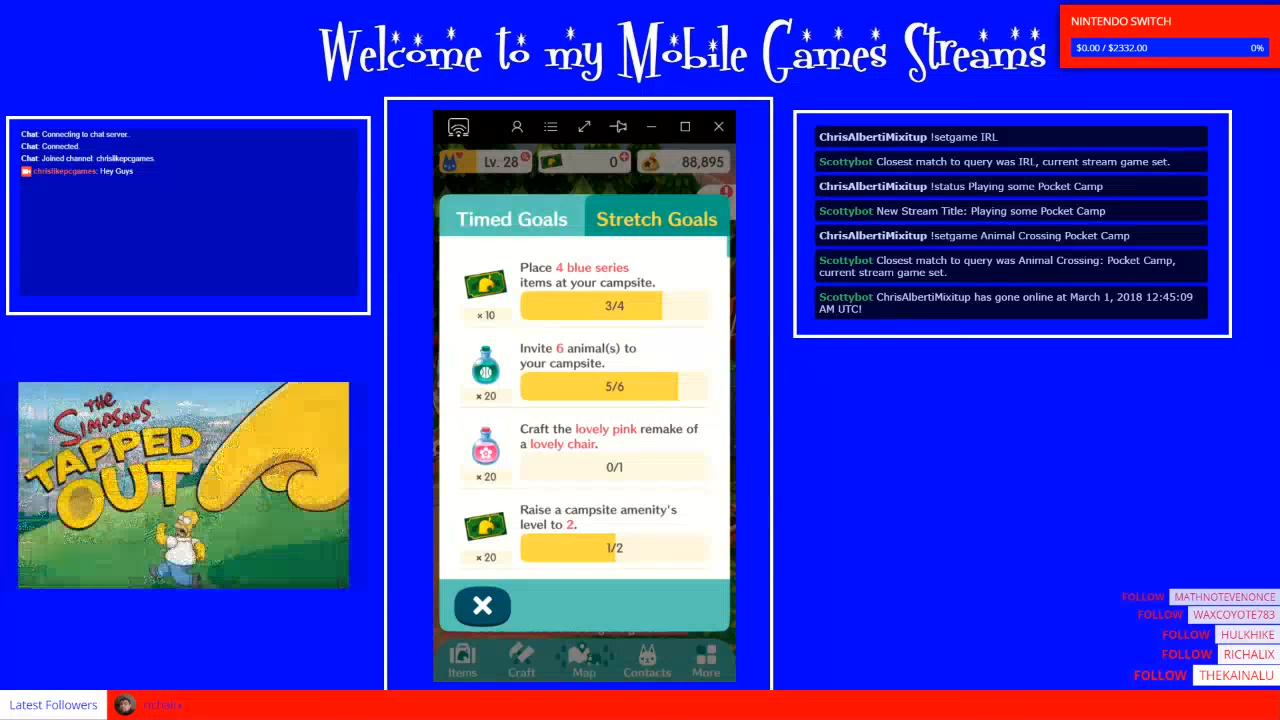 Welcome to my Mobile Games Streams
NINTENDO SWITCH
$0.00 / $2332.00
0%
Chat: Connecting to chat server..
Chat: Connected.
Chat: Joined channel: chrislikepcgames.
chrislikepcgames: Hey Guys
Lv. 28
0
88,895
Timed Goals
Stretch Goals
Place 4 blue series
items at your campsite.
×10
3/4
Invite 6 animal(s) to
your campsite.
×20
5/6
Craft the lovely pink remake of
a lovely chair.
×20
0/1
Raise a campsite amenity's
level to 2.
×20
1/2
Items
Craft
Map
Contacts
More
ChrisAlbertiMixitup !setgame IRL
Scottybot Closest match to query was IRL, current stream game set.
ChrisAlbertiMixitup !status Playing some Pocket Camp
Scottybot New Stream Title: Playing some Pocket Camp
ChrisAlbertiMixitup !setgame Animal Crossing Pocket Camp
Scottybot Closest match to query was Animal Crossing: Pocket Camp,
current stream game set.
Scottybot ChrisAlbertiMixitup has gone online at March 1, 2018 12:45:09
AM UTC!
THE
SIMPSONS
TAPPED
OUT
FOLLOW MATHNOTEVENONCE
FOLLOW WAXCOYOTE783
FOLLOW HULKHIKE
FOLLOW RICHALIX
FOLLOW THEKAINALU
Latest Followers
richalix